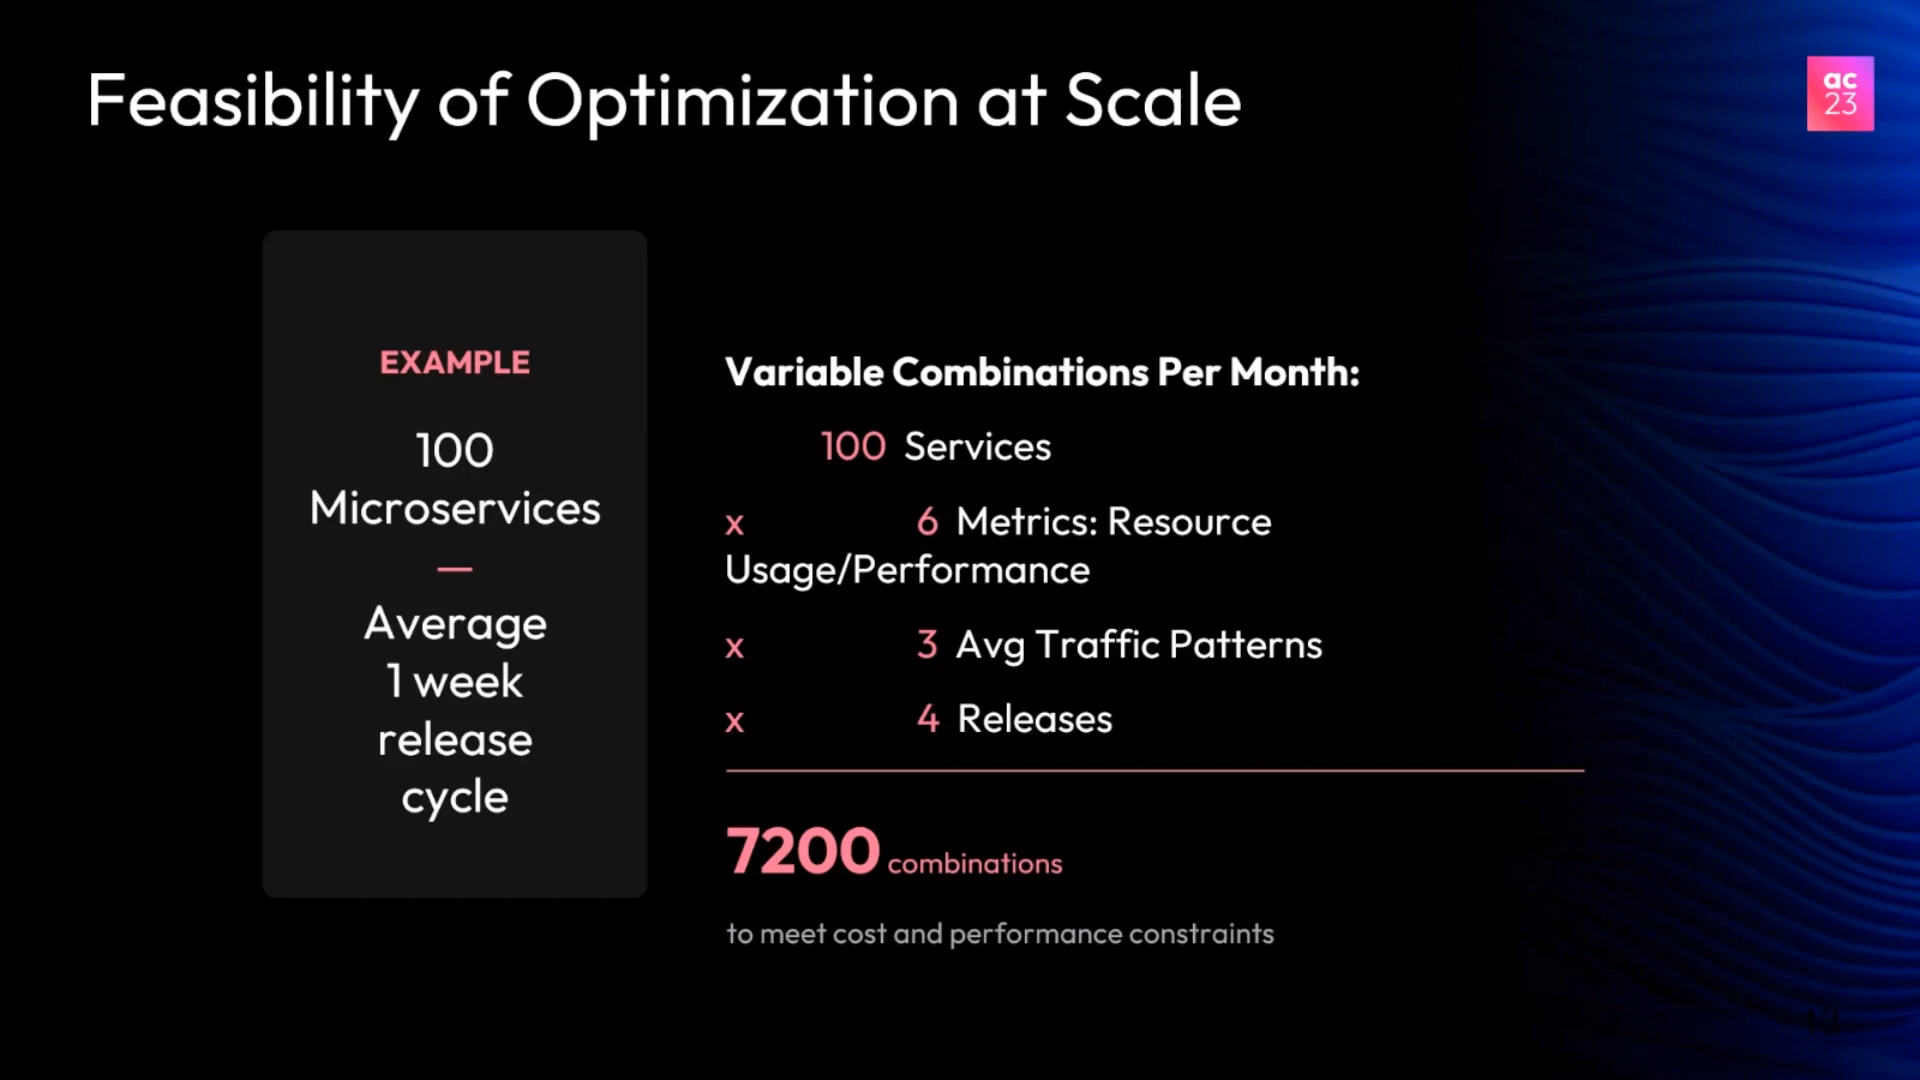 Feasibility of Optimization at Scale
ac
23
EXAMPLE
100
Microservices
—
Average
1 week
release
cycle
Variable Combinations Per Month:
100 Services
x 6 Metrics: Resource
Usage/Performance
x 3 Avg Traffic Patterns
x 4 Releases
7200 combinations
to meet cost and performance constraints